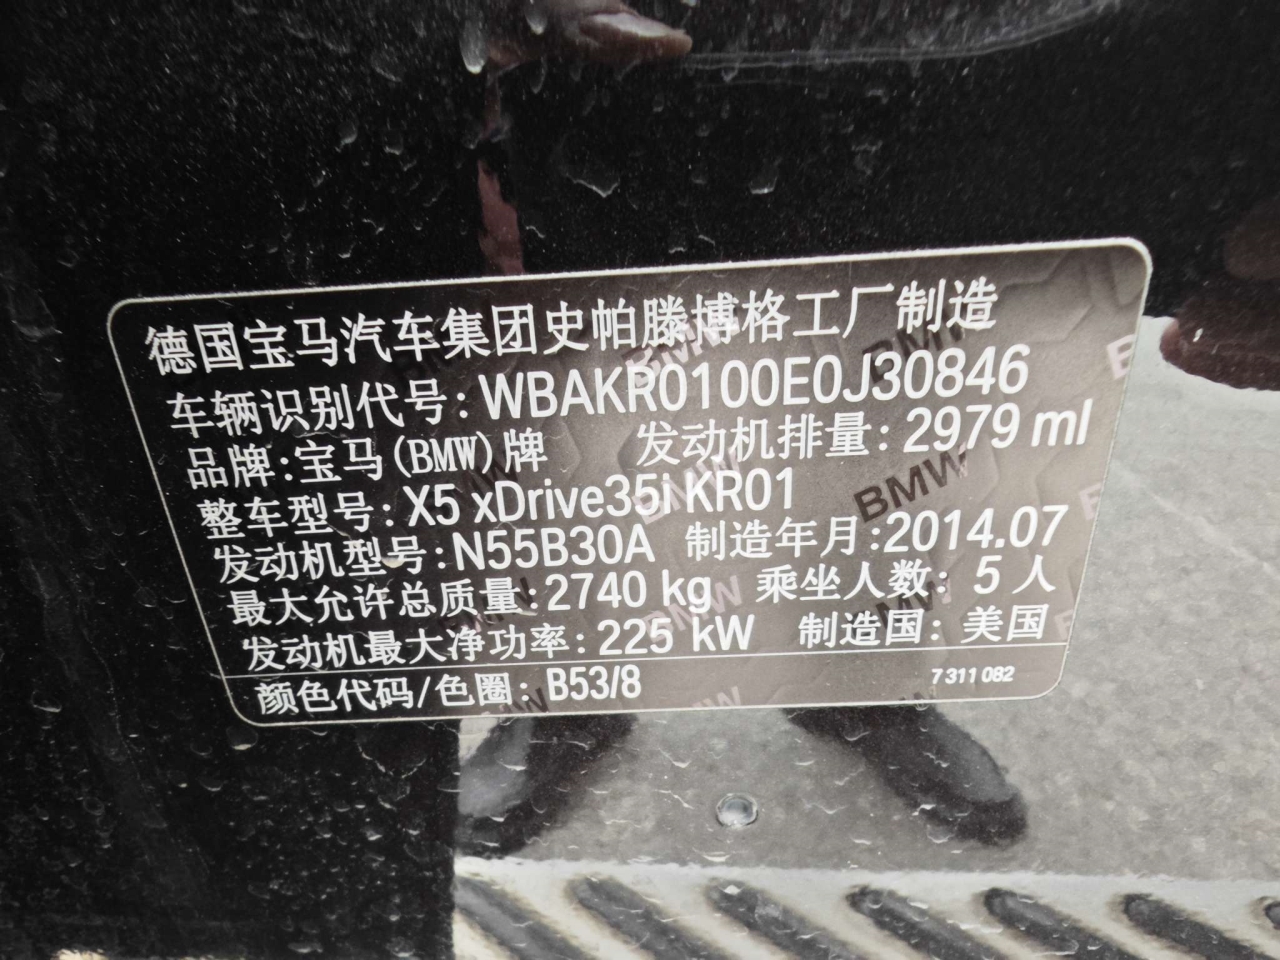 德国宝马汽车集团史帕滕博格工厂制造
车辆识别代号: WBAKR0100E0J30846
品牌: 宝马(BMW)牌 发动机排量: 2979 ml
整车型号: X5 xDrive35i KR01
发动机型号: N55B30A 制造年月: 2014.07
最大允许总质量: 2740 kg 乘坐人数: 5 人
发动机最大净功率: 225 kW 制造国: 美国
颜色代码/色圈: B53/8 7 311 082